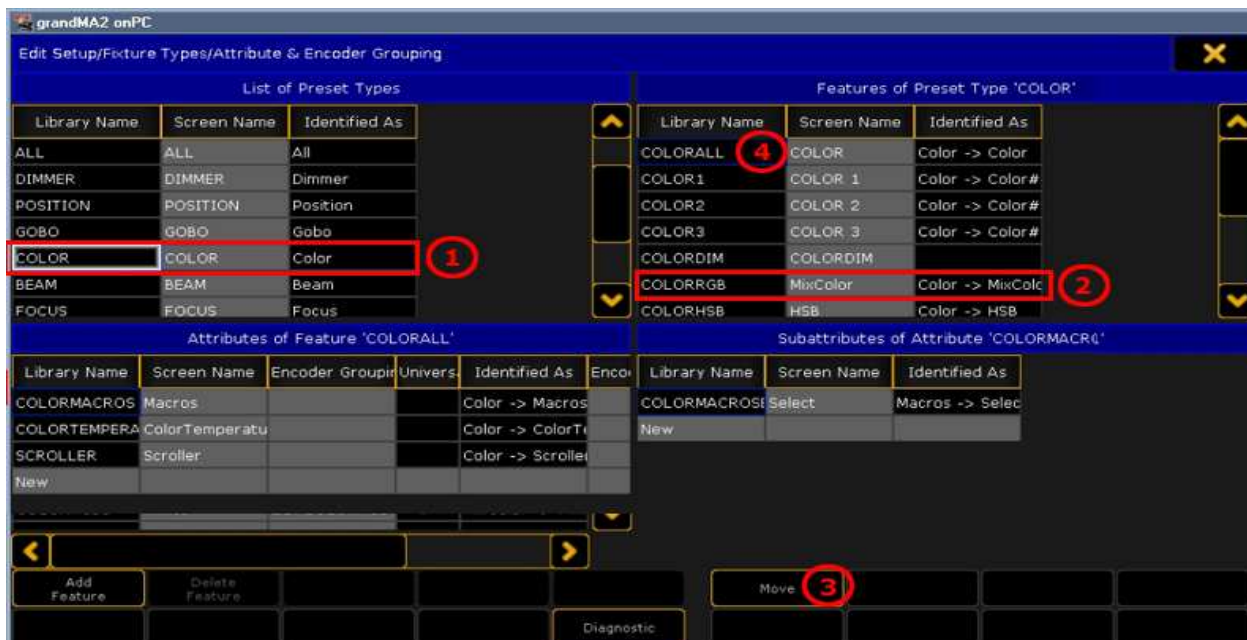 grandMA2 onPC
Edit Setup/Fixture Types/Attribute & Encoder Grouping
List of Preset Types
Library Name Screen Name Identified As
ALL ALL All
DIMMER DIMMER Dimmer
POSITION POSITION Position
GOBO GOBO Gobo
COLOR COLOR Color 1
BEAM BEAM Beam
FOCUS FOCUS Focus
Features of Preset Type 'COLOR'
Library Name Screen Name Identified As
COLORALL 4 COLOR Color -> Color
COLOR1 COLOR 1 Color -> Color#
COLOR2 COLOR 2 Color -> Color#
COLOR3 COLOR 3 Color -> Color#
COLORDIM COLORDIM
COLORRGB MixColor Color -> MixColo 2
COLORHSB HSB Color -> HSB
Attributes of Feature 'COLORALL'
Library Name Screen Name Encoder Groupin Univers. Identified As Enco
COLORMACROS Macros Color -> Macros
COLORTEMPERA ColorTemperatu Color -> ColorT
SCROLLER Scroller Color -> Scroller
New
Subattributes of Attribute 'COLORMACRO'
Library Name Screen Name Identified As
COLORMACROSE Select Macros -> Selec
New
Add Feature
Delete Feature
Move 3
Diagnostic